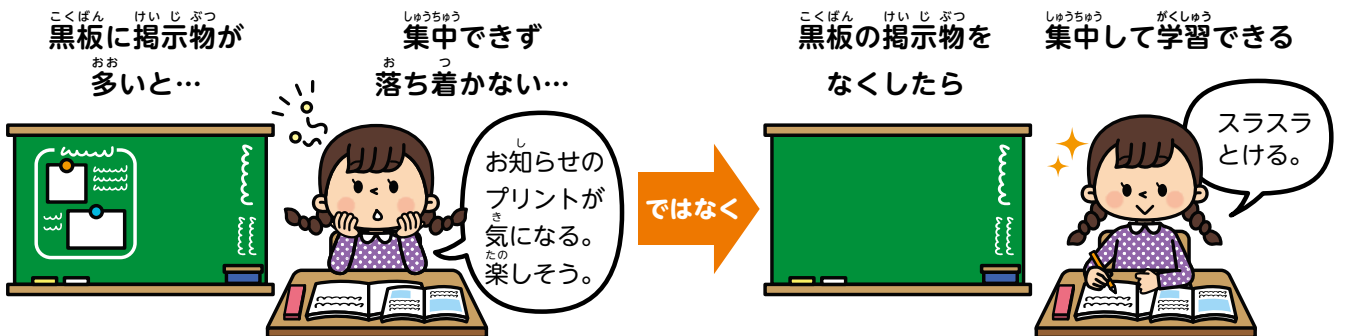 黒板に掲示物が
多いと…
集中できず
落ち着かない…
お知らせの
プリントが
気になる。
楽しそう。
ではなく
黒板の掲示物を
なくしたら
集中して学習できる
スラスラ
とける。